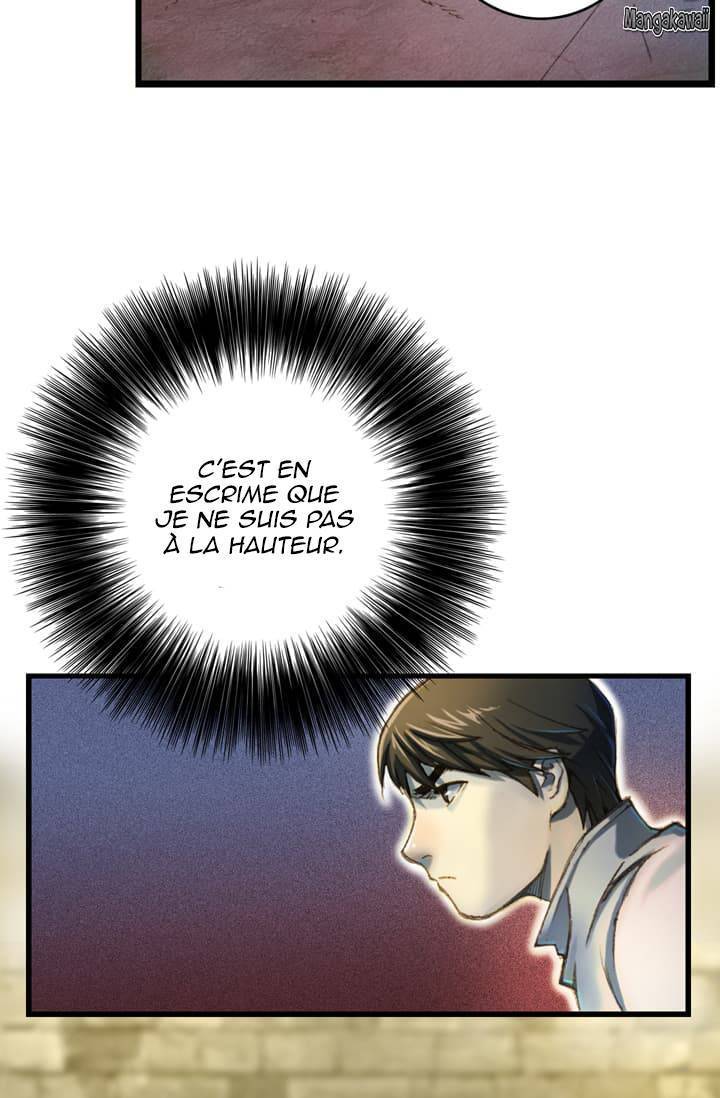 Mangakawaii
C'EST EN
ESCRIME QUE
JE NE SUIS PAS
À LA HAUTEUR.